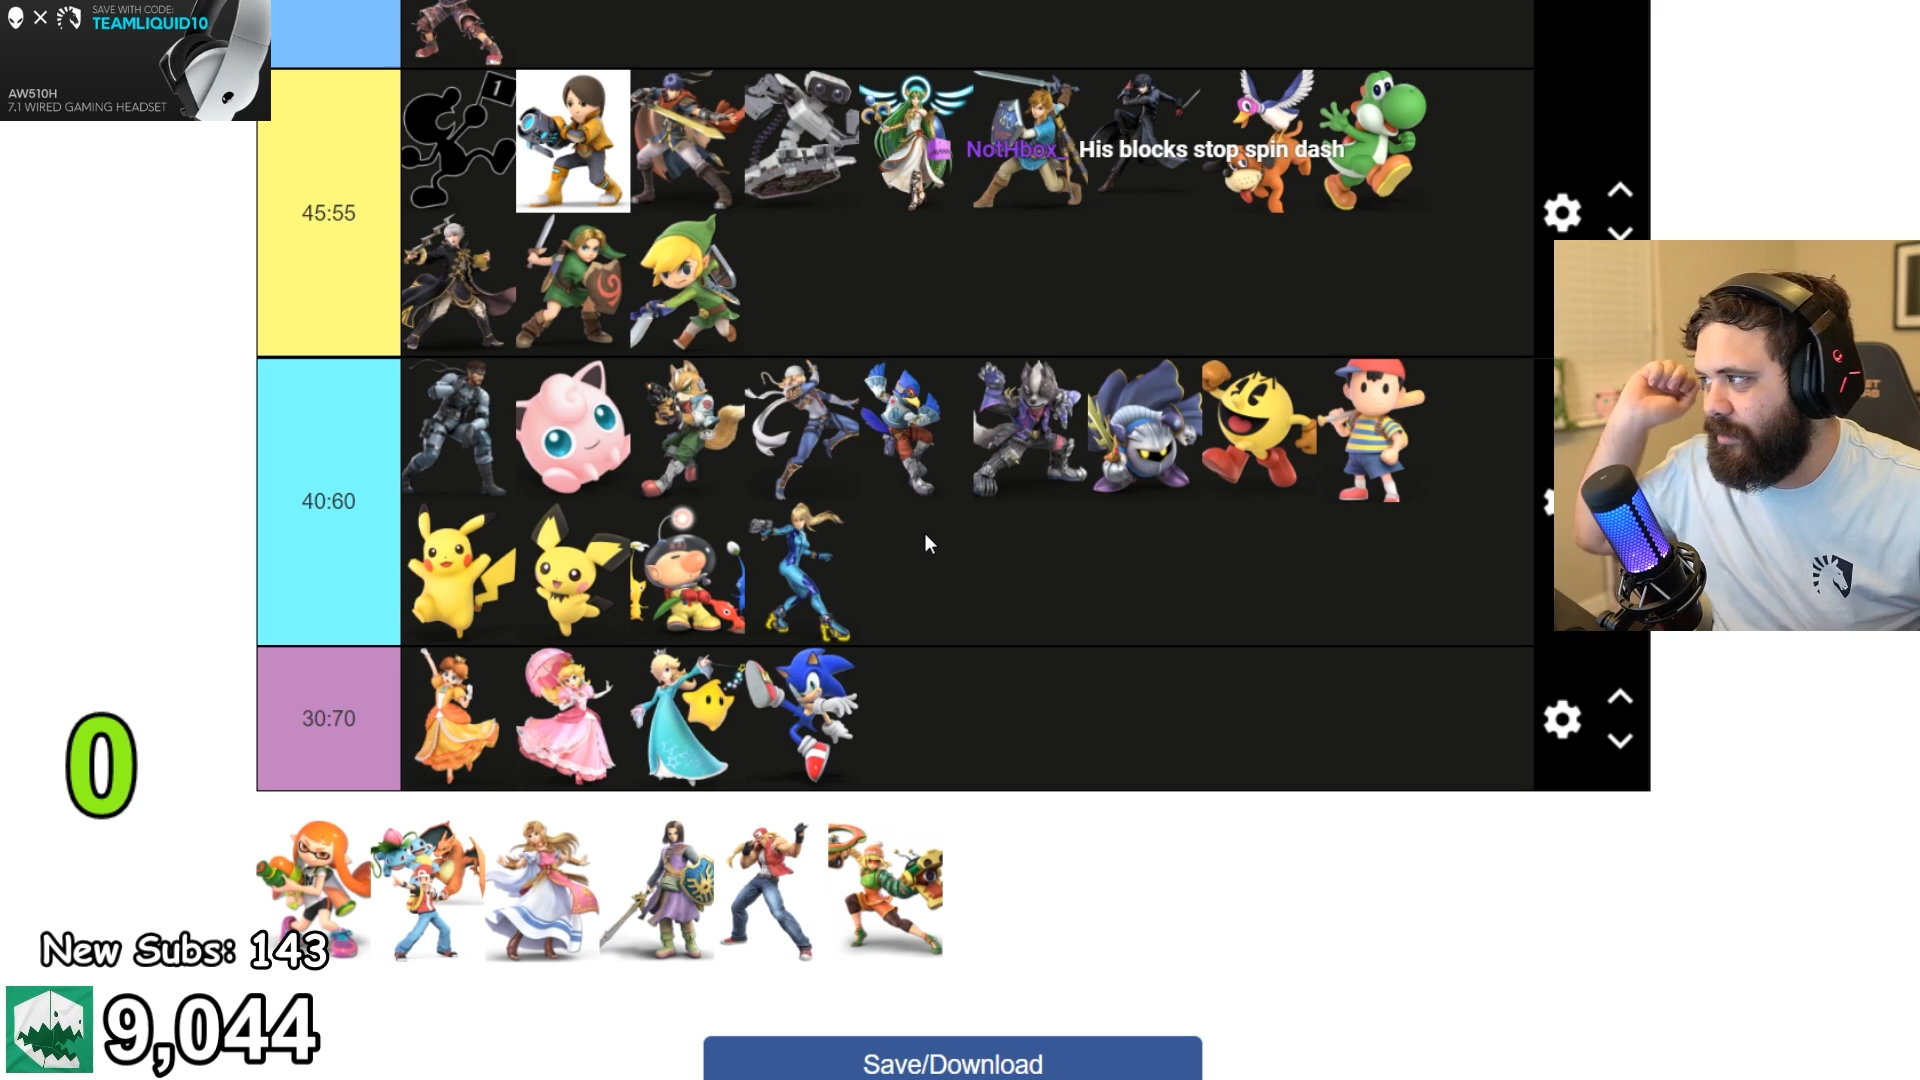 SAVE WITH CODE:
TEAMLIQUID10
AW510H
7.1 WIRED GAMING HEADSET
1
45:55
NotHbox_ His blocks stop spin dash
40:60
30:70
0
New Subs: 143
9,044
Save/Download